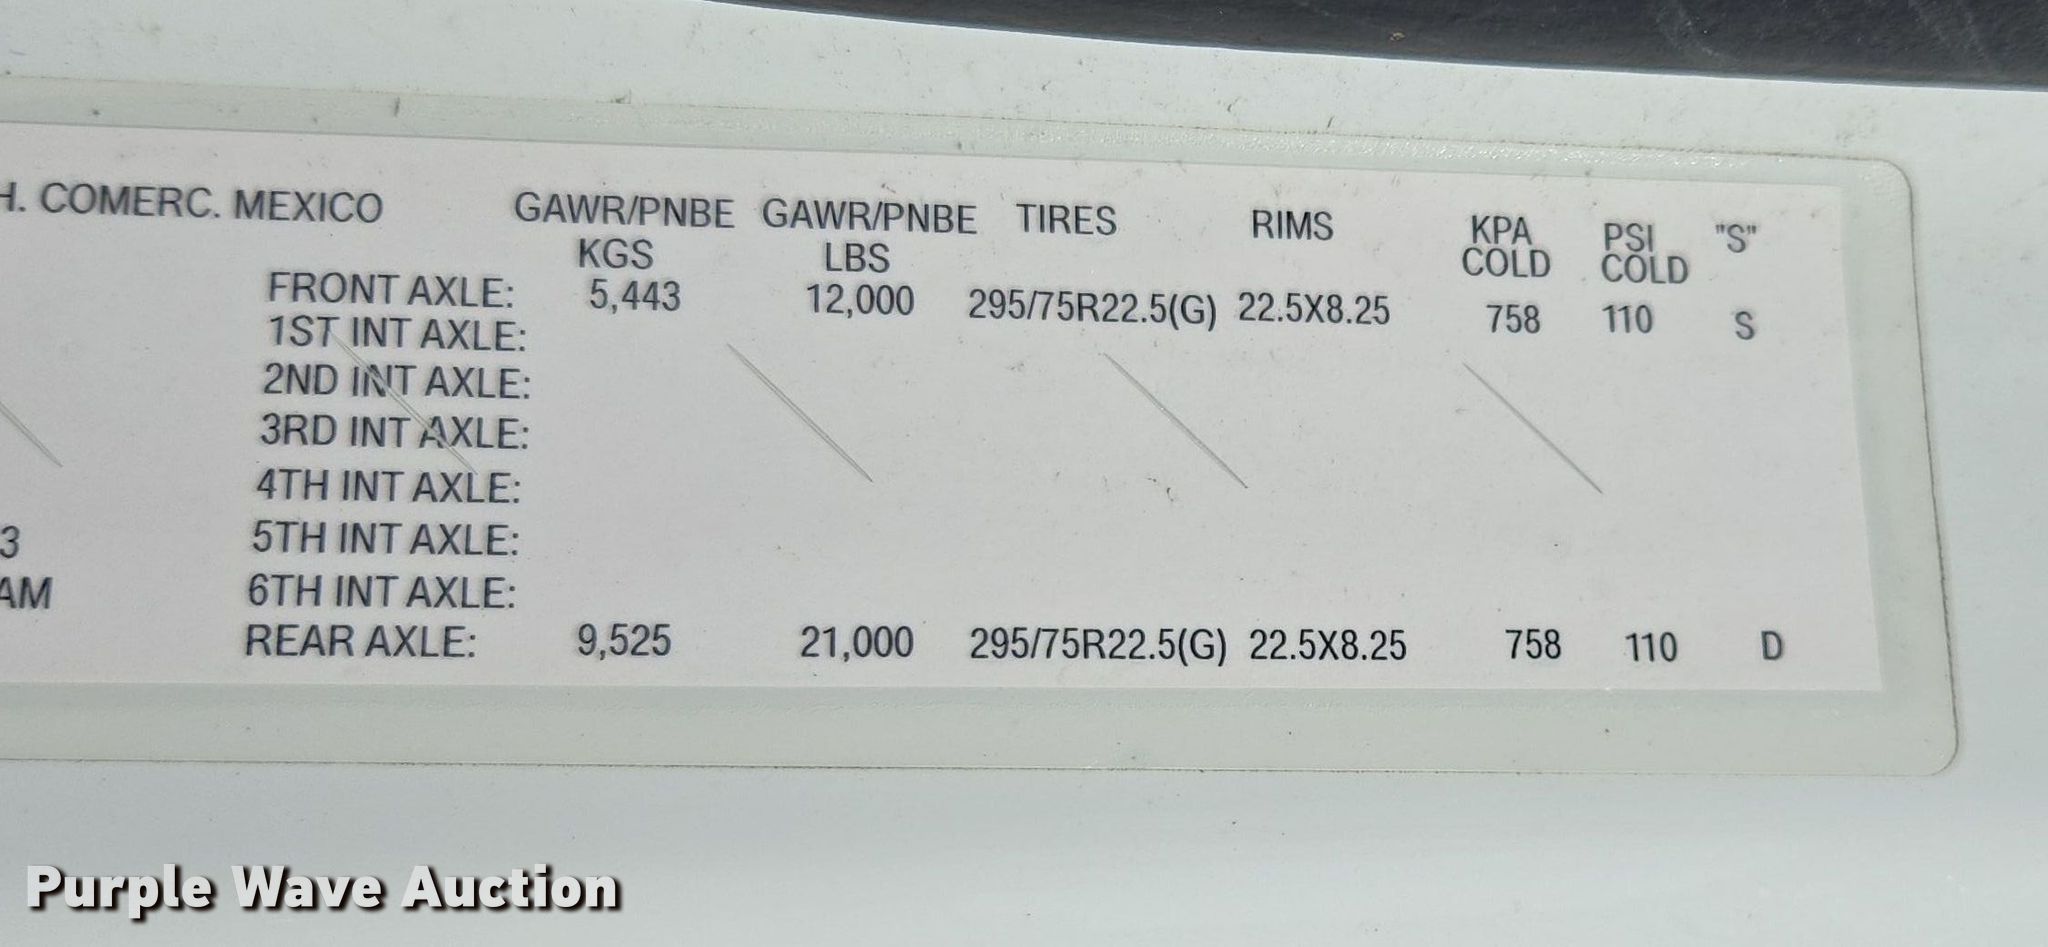 H. COMERC. MEXICO GAWR/PNBE GAWR/PNBE TIRES RIMS KPA PSI "S"
KGS LBS COLD COLD
FRONT AXLE: 5,443 12,000 295/75R22.5(G) 22.5X8.25 758 110 S
1ST INT AXLE:
2ND INT AXLE:
3RD INT AXLE:
4TH INT AXLE:
3 5TH INT AXLE:
AM 6TH INT AXLE:
REAR AXLE: 9,525 21,000 295/75R22.5(G) 22.5X8.25 758 110 D
Purple Wave Auction